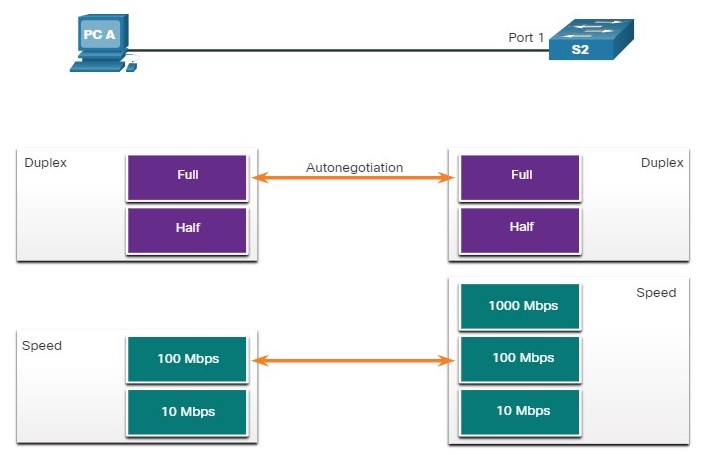 PC A
Port 1
S2
Duplex
Full
Autonegotiation
Full
Duplex
Half
Half
1000 Mbps
Speed
Speed
100 Mbps
100 Mbps
10 Mbps
10 Mbps